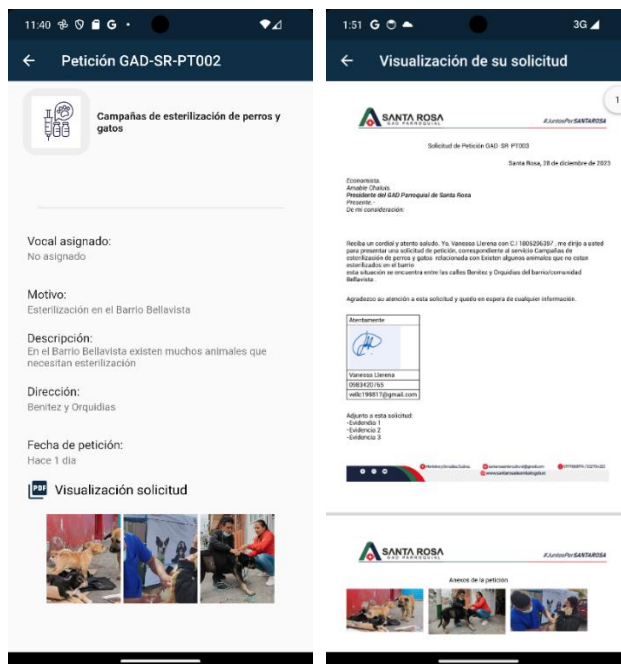 11:40
Petición GAD-SR-PT002
Campañas de esterilización de perros y
gatos
Vocal asignado:
No asignado
Motivo:
Esterilización en el Barrio Bellavista
Descripción:
En el Barrio Bellavista existen muchos animales que
necesitan esterilización
Dirección:
Benitez y Orquidias
Fecha de petición:
Hace 1 dia
PDF Visualización solicitud
1:51 G 3G
Visualización de su solicitud
1
SANTA ROSA
GAD PARROQUIAL
#JuntosPorSANTAROSA
Solicitud de Petición GAD-SR-PT003
Santa Rosa, 28 de diciembre de 2023
Economista.
Amable Chaluis
Presidente del GAD Parroquial de Santa Rosa
Presente.-
De mi consideración:
Reciba un cordial y atento saludo. Yo, Vanessa Llerena con C.I 1805206397 , me dirijo a usted
para presentar una solicitud de petición, correspondiente al servicio Campañas de
esterilización de perros y gatos relacionada con Existen algunos animales que no estan
esterilizados en el barrio
esta situación se encuentra entre las calles Benitez y Orquidias del barrio/comunidad
Bellavista .
Agradezco su atención a esta solicitud y quedo en espera de cualquier información.
Atentamente
Vanessa Llerena
0983420765
vellc199817@gmail.com
Adjunto a esta solicitud:
-Evidencia 1
-Evidencia 2
-Evidencia 3
SANTA ROSA
GAD PARROQUIAL
#JuntosPorSANTAROSA
Anexos de la petición